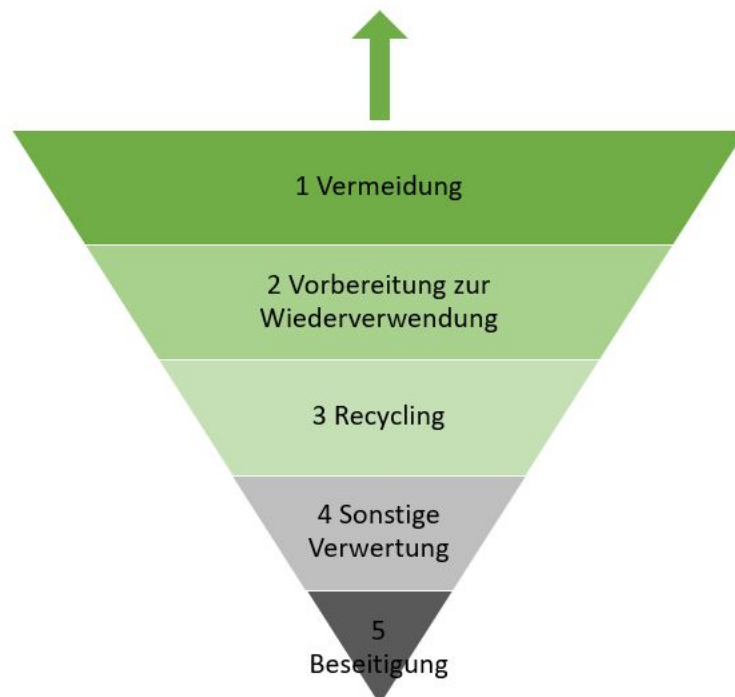 1 Vermeidung
2 Vorbereitung zur
Wiederverwendung
3 Recycling
4 Sonstige
Verwertung
5
Beseitigung